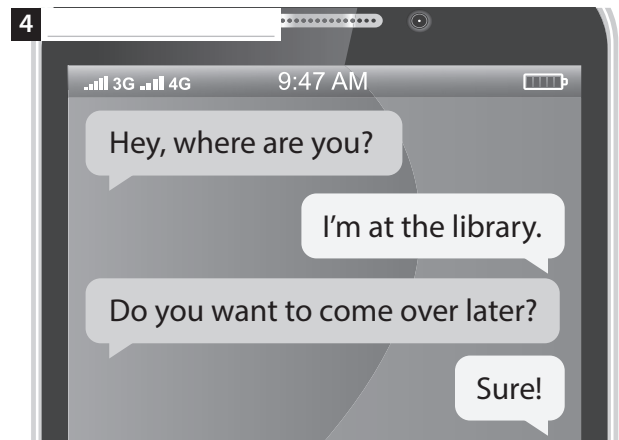 4
3G 4G 9:47 AM
Hey, where are you?
I'm at the library.
Do you want to come over later?
Sure!